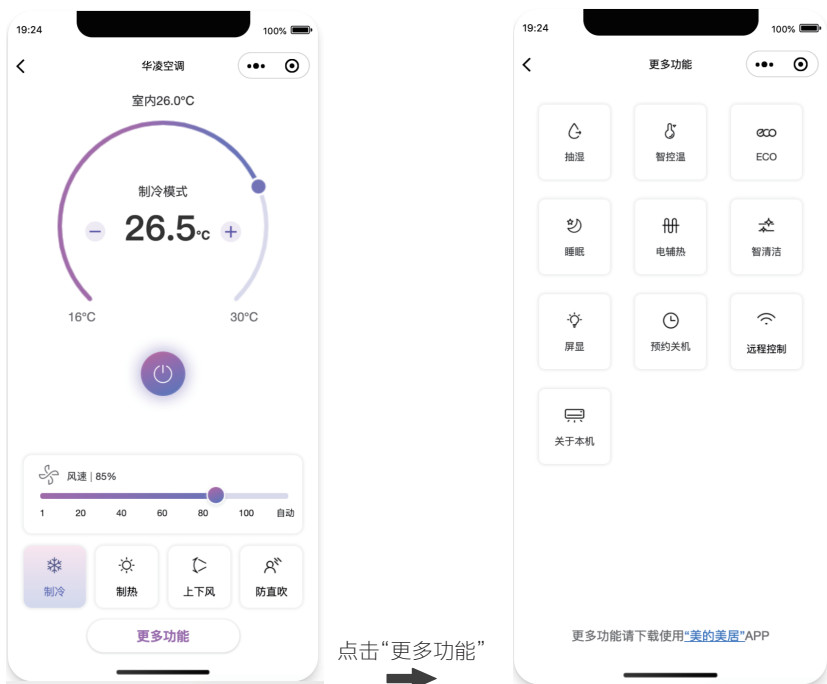 19:24
100%
华凌空调
室内26.0°C
制冷模式
26.5°C
16°C
30°C
风速 | 85%
1 20 40 60 80 100 自动
制冷 制热 上下风 防直吹
更多功能
点击“更多功能”
19:24
100%
更多功能
抽湿 智控温 ECO
睡眠 电辅热 智清洁
屏显 预约关机 远程控制
关于本机
更多功能请下载使用“美的美居”APP